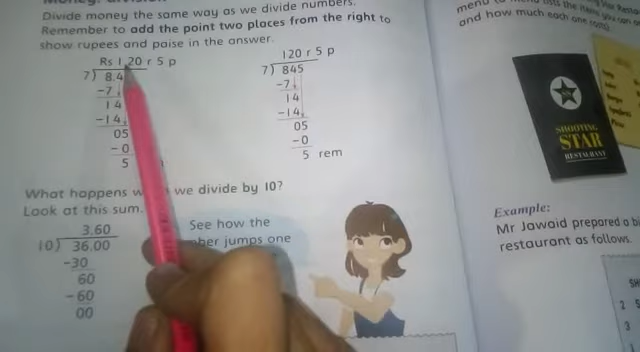 Divide money the same way as we divide numbers.
Remember to add the point two places from the right to
show rupees and paise in the answer.
Rs 1.20 r 5 p
7) 8.4
-7
14
-14
05
-0
5
120 r 5 p
7) 845
-7
14
-14
05
-0
5 rem
What happens we divide by 10?
Look at this sum.
3.60
10) 36.00
-30
60
-60
00
See how the
jumps one
and how much each one costs.
SHOOTING
STAR
RESTAURANT
Example:
Mr Jawaid prepared a
restaurant as follows.
2
3